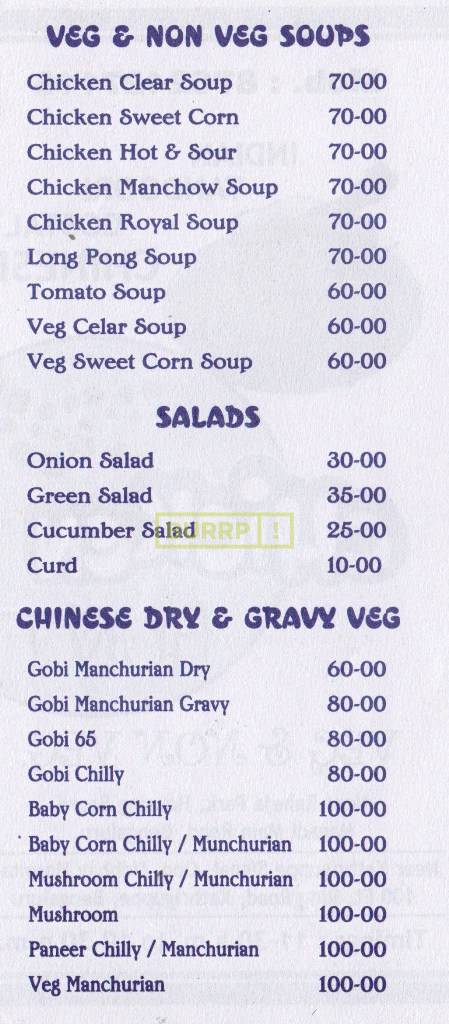 VEG & NON VEG SOUPS
Chicken Clear Soup 70-00
Chicken Sweet Corn 70-00
Chicken Hot & Sour 70-00
Chicken Manchow Soup 70-00
Chicken Royal Soup 70-00
Long Pong Soup 70-00
Tomato Soup 60-00
Veg Celar Soup 60-00
Veg Sweet Corn Soup 60-00
SALADS
Onion Salad 30-00
Green Salad 35-00
Cucumber Salad 25-00
BURRP !
Curd 10-00
CHINESE DRY & GRAVY VEG
Gobi Manchurian Dry 60-00
Gobi Manchurian Gravy 80-00
Gobi 65 80-00
Gobi Chilly 80-00
Baby Corn Chilly 100-00
Baby Corn Chilly / Munchurian 100-00
Mushroom Chilly / Munchurian 100-00
Mushroom 100-00
Paneer Chilly / Manchurian 100-00
Veg Manchurian 100-00